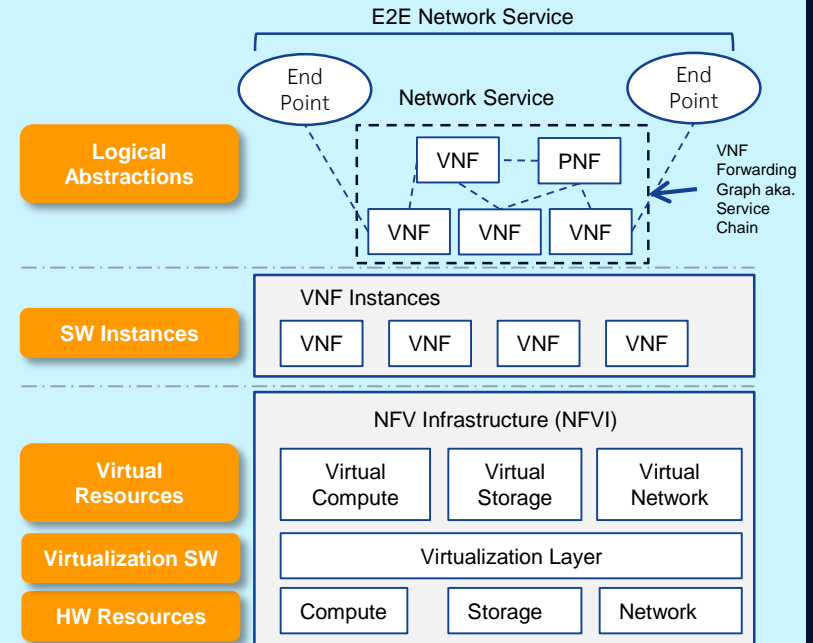 E2E Network Service
End
Point
Network Service
End
Point
Logical
Abstractions
VNF
PNF
VNF
Forwarding
Graph aka.
Service
Chain
VNF
VNF
VNF
VNF Instances
SW Instances
VNF
VNF
VNF
VNF
NFV Infrastructure (NFVI)
Virtual
Resources
Virtual
Compute
Virtual
Storage
Virtual
Network
Virtualization SW
Virtualization Layer
HW Resources
Compute
Storage
Network